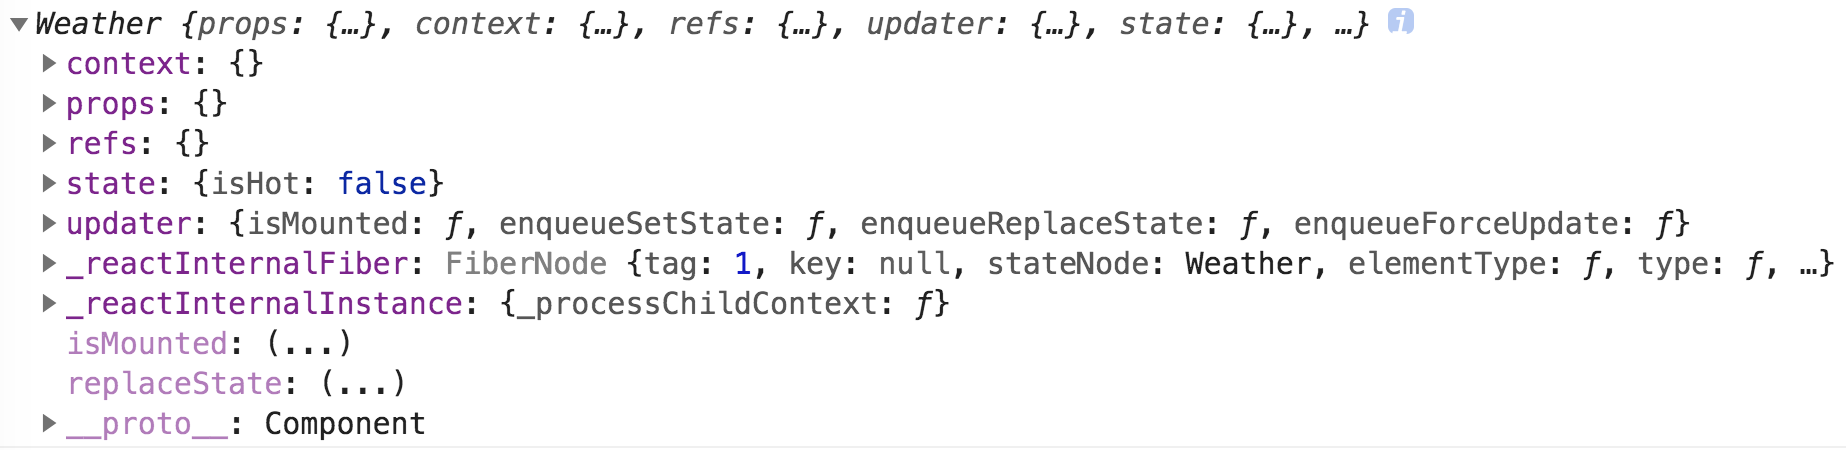 ▼Weather {props: {…}, context: {…}, refs: {…}, updater: {…}, state: {…}, …} i
▶context: {}
▶props: {}
▶refs: {}
▶state: {isHot: false}
▶updater: {isMounted: ƒ, enqueueSetState: ƒ, enqueueReplaceState: ƒ, enqueueForceUpdate: ƒ}
▶_reactInternalFiber: FiberNode {tag: 1, key: null, stateNode: Weather, elementType: ƒ, type: ƒ, …}
▶_reactInternalInstance: {_processChildContext: ƒ}
isMounted: (...)
replaceState: (...)
▶__proto__: Component